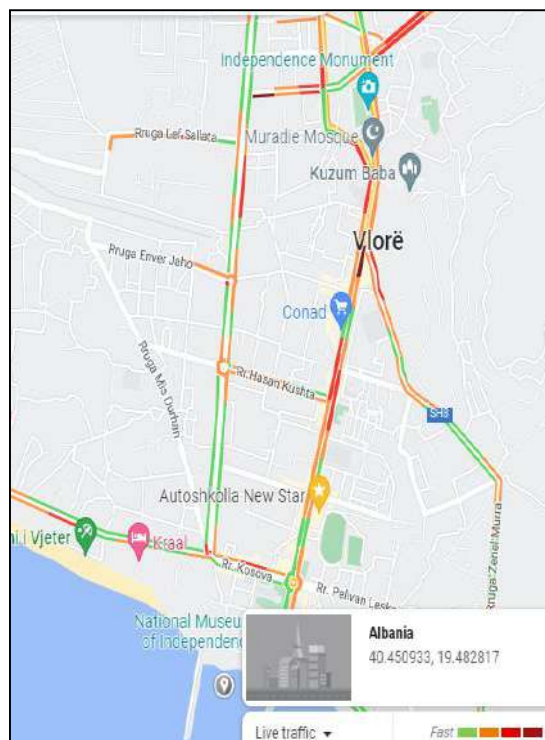 Independence Monument
Rruga Lef Sallata
Muradie Mosque
Kuzum Baba
Vlorë
Rruga Enver Jaho
Conad
Rruga Mis Durhan
Rr. Hasan Kushta
SH8
Autoshkolla New Star
i Vjeter
Kraal
Rr. Kosova
Rr. Pelivan Lesk
Rruga Zenel Murra
National Museu
of Independenc
Albania
40.450933, 19.482817
Live traffic
Fast